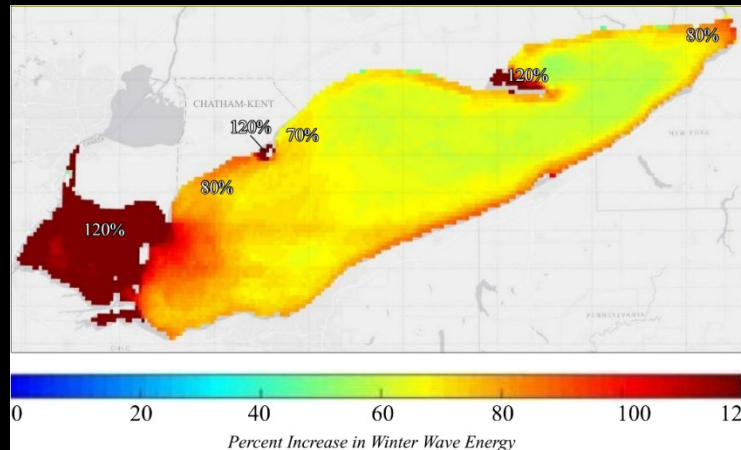 80%
120%
CHATHAM-KENT
120%
70%
NEW YORK
80%
120%
PENNSYLVANIA
OHIO
0 20 40 60 80 100 12
Percent Increase in Winter Wave Energy